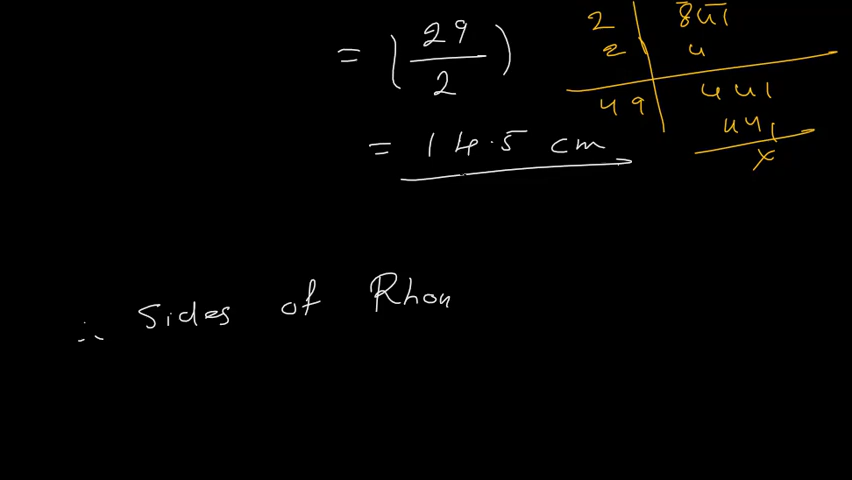 = (29/2)
= 14.5 cm
∴ Sides of Rhom
2 | 841
2 | 4
49 | 441
441
x